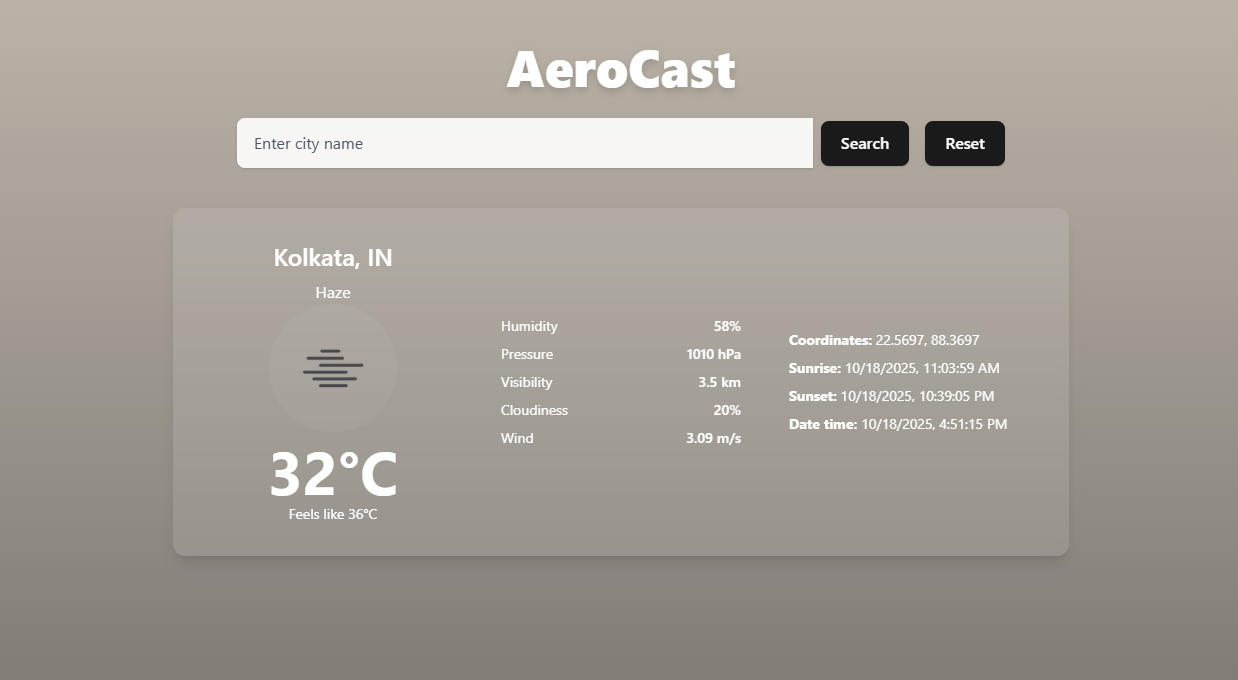 AeroCast
Enter city name
Search
Reset
Kolkata, IN
Haze
32°C
Feels like 36°C
Humidity 58%
Pressure 1010 hPa
Visibility 3.5 km
Cloudiness 20%
Wind 3.09 m/s
Coordinates: 22.5697, 88.3697
Sunrise: 10/18/2025, 11:03:59 AM
Sunset: 10/18/2025, 10:39:05 PM
Date time: 10/18/2025, 4:51:15 PM